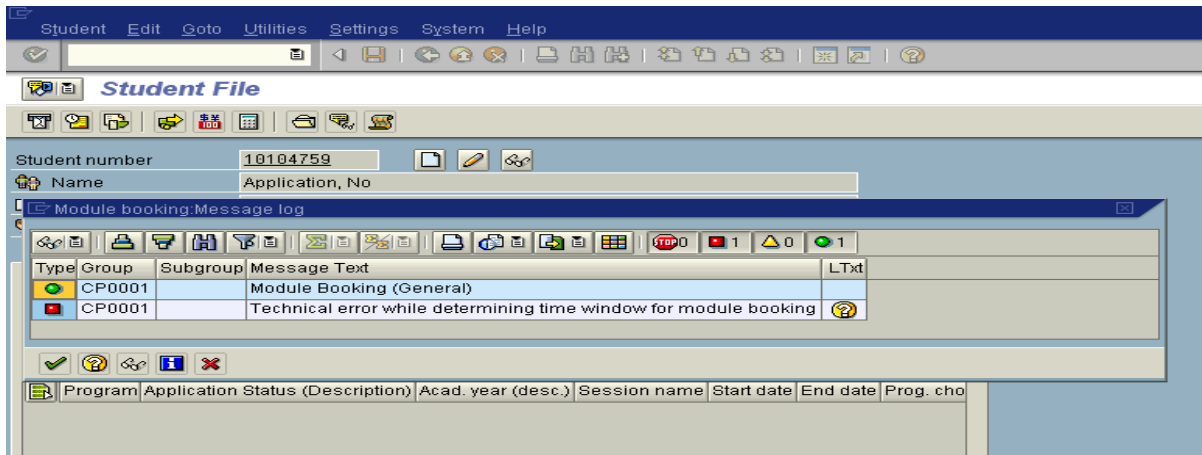 Student Edit Goto Utilities Settings System Help
Student File
Student number 10104759
Name Application, No
Module booking:Message log
STOP 0 1 0 1
Type Group Subgroup Message Text LTxt
CP0001 Module Booking (General)
CP0001 Technical error while determining time window for module booking
Program Application Status (Description) Acad. year (desc.) Session name Start date End date Prog. cho